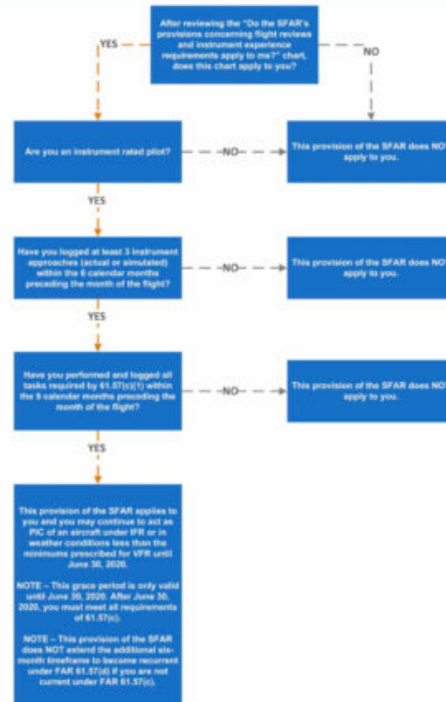 After reviewing the "Do the SFAR's
provisions concerning flight reviews
and instrument experience
requirements apply to me?" chart,
does this chart apply to you?
YES
NO
Are you an instrument rated pilot?
NO
This provision of the SFAR does NOT
apply to you.
YES
Have you logged at least 3 instrument
approaches (actual or simulated)
within the 6 calendar months
preceding the month of the flight?
NO
This provision of the SFAR does NOT
apply to you.
YES
Have you performed and logged all
tasks required by 61.57(c)(1) within
the 9 calendar months preceding the
month of the flight?
NO
This provision of the SFAR does NOT
apply to you.
YES
This provision of the SFAR applies to
you and you may continue to act as
PIC of an aircraft under IFR or in
weather conditions less than the
minimums prescribed for VFR until
June 30, 2020.
NOTE – This grace period is only valid
until June 30, 2020. After June 30,
2020, you must meet all requirements
of 61.57(c).
NOTE – This provision of the SFAR
does NOT extend the additional six-
month timeframe to become recurrent
under FAR 61.57(d) if you are not
current under FAR 61.57(c).